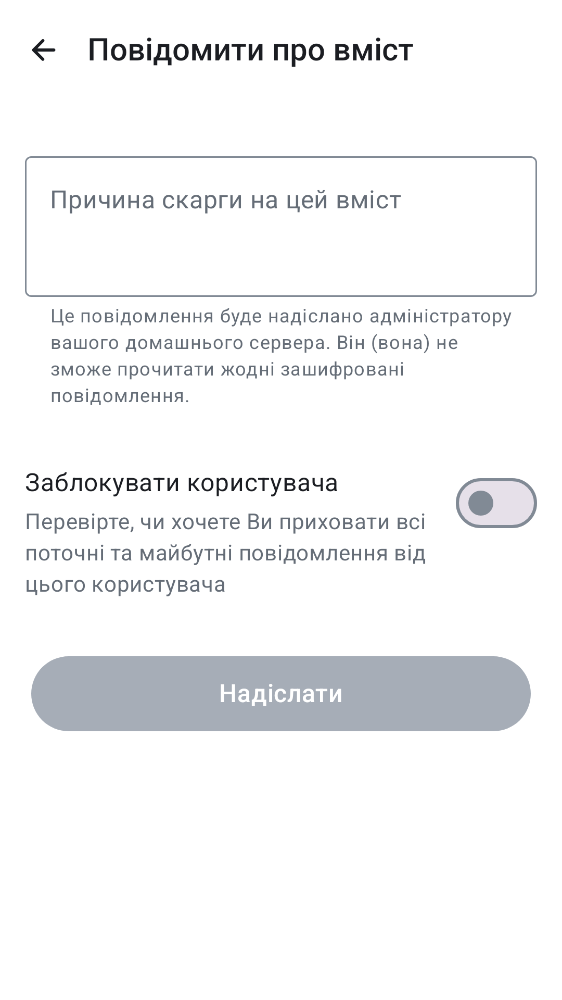 Повідомити про вміст
Причина скарги на цей вміст
Це повідомлення буде надіслано адміністратору
вашого домашнього сервера. Він (вона) не
зможе прочитати жодні зашифровані
повідомлення.
Заблокувати користувача
Перевірте, чи хочете Ви приховати всі
поточні та майбутні повідомлення від
цього користувача
Надіслати